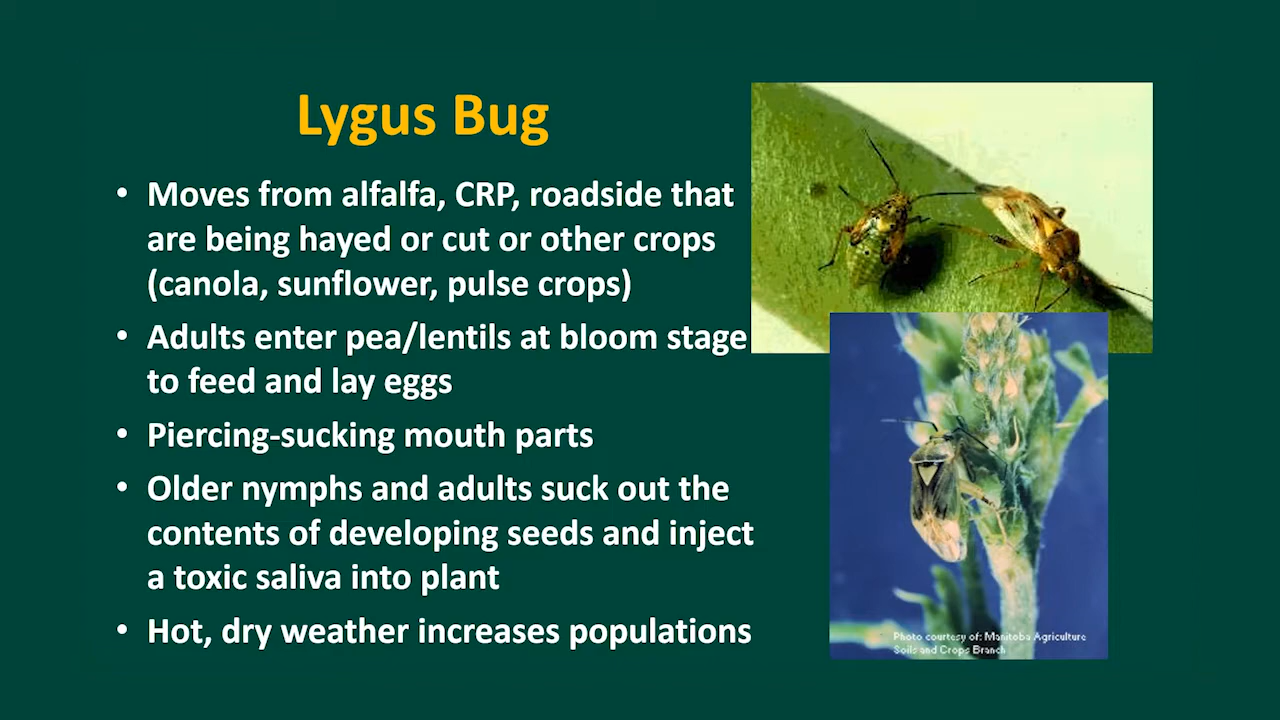 Lygus Bug
• Moves from alfalfa, CRP, roadside that
are being hayed or cut or other crops
(canola, sunflower, pulse crops)
• Adults enter pea/lentils at bloom stage
to feed and lay eggs
• Piercing-sucking mouth parts
• Older nymphs and adults suck out the
contents of developing seeds and inject
a toxic saliva into plant
• Hot, dry weather increases populations
Photo courtesy of: Manitoba Agriculture
Soils and Crops Branch